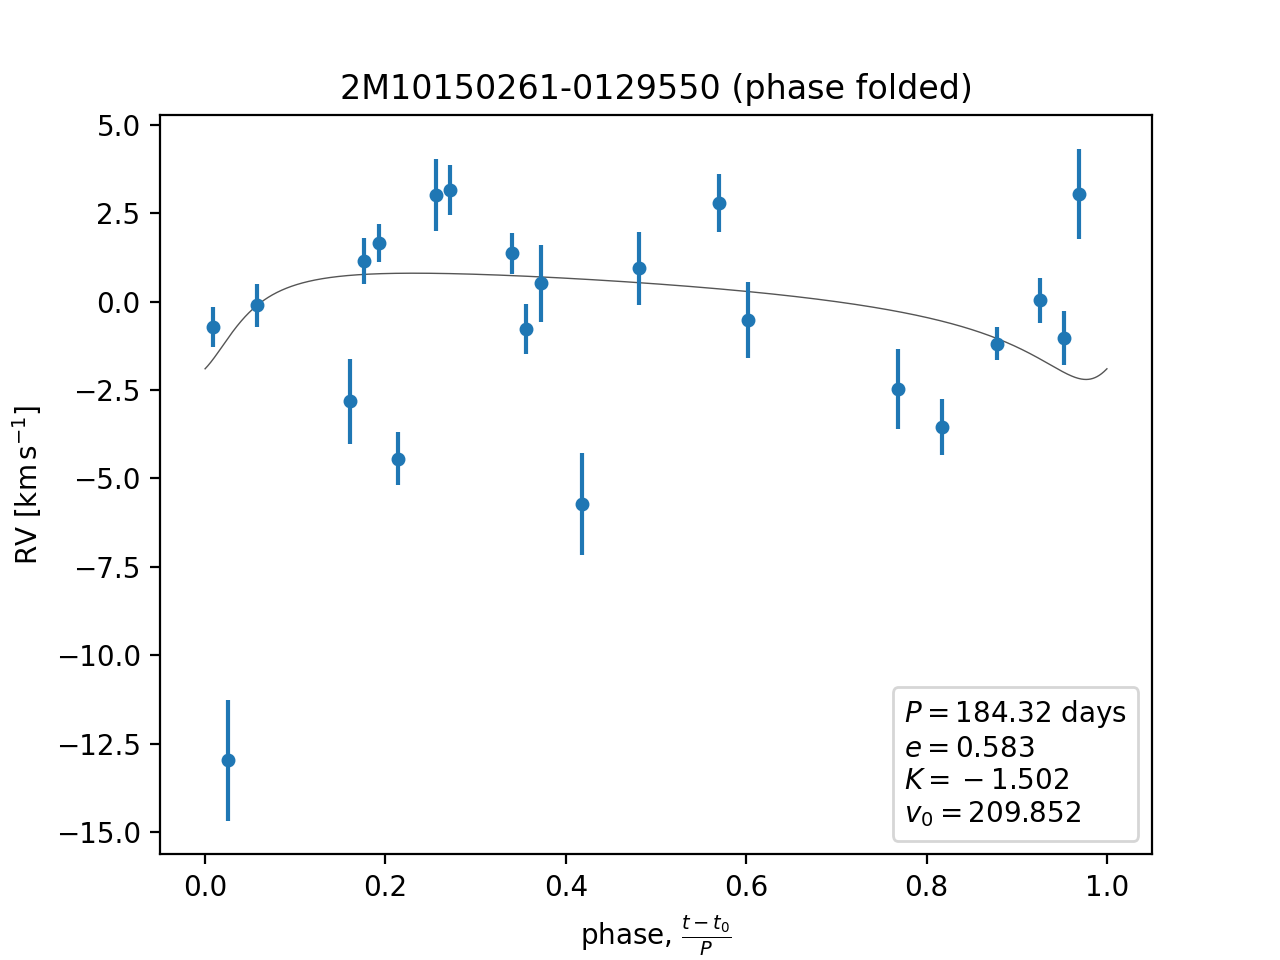 2M10150261-0129550 (phase folded)
5.0
2.5
0.0
−2.5
−5.0
−7.5
−10.0
−12.5
−15.0
RV [km s⁻¹]
P = 184.32 days
e = 0.583
K = −1.502
v₀ = 209.852
0.0 0.2 0.4 0.6 0.8 1.0
phase, (t − t₀)/P